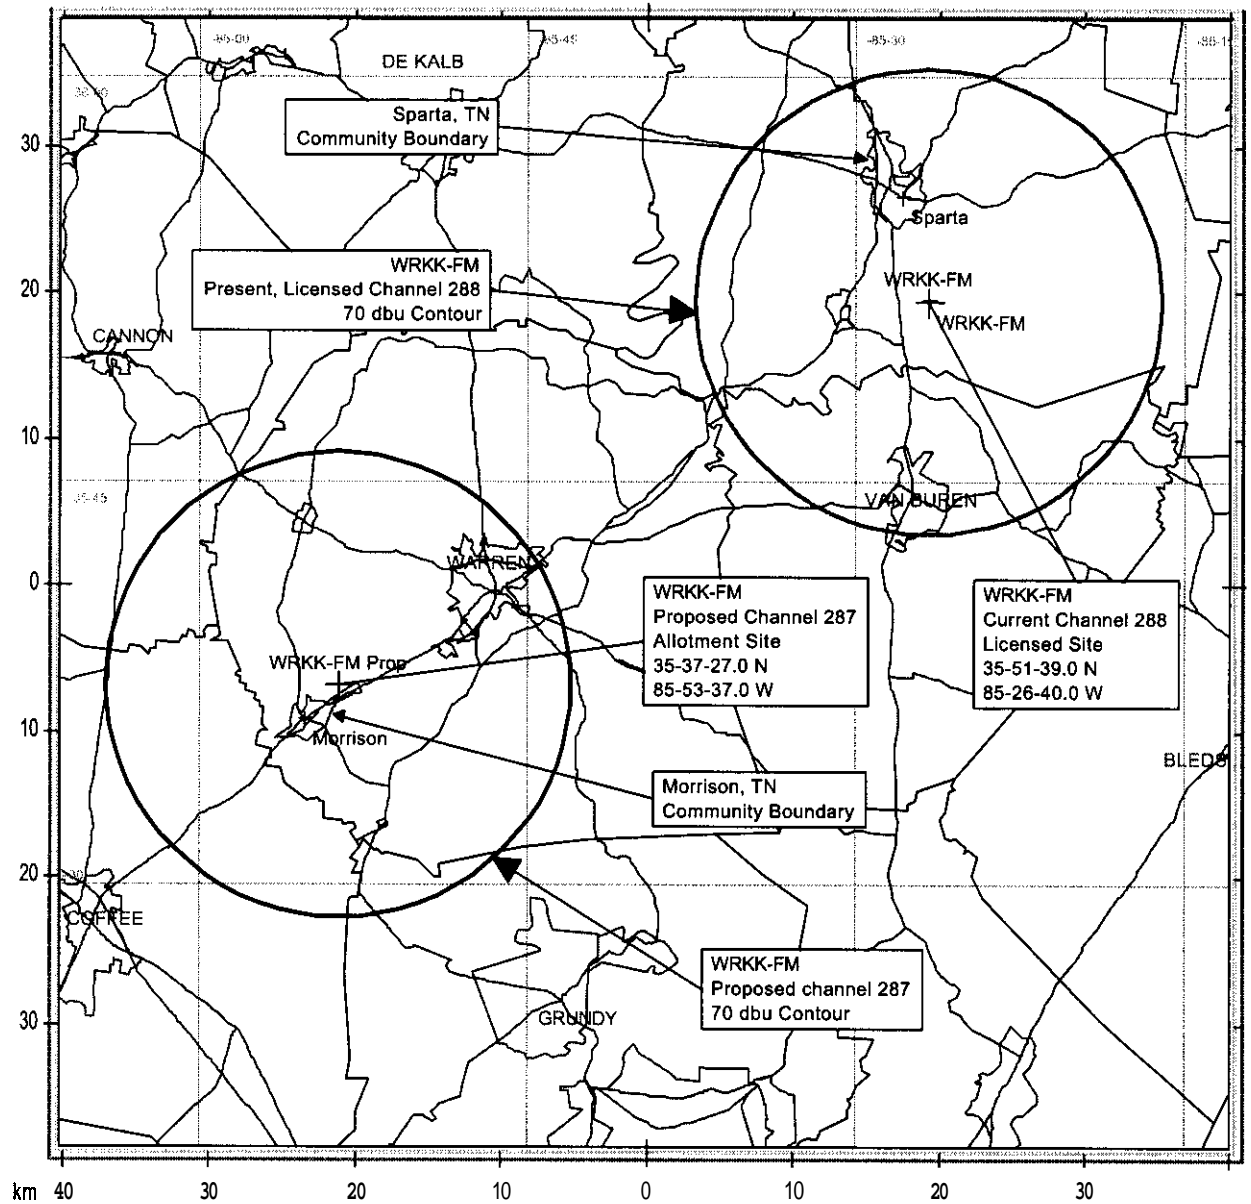 -85-45
-85-30
DE KALB
Sparta, TN
Community Boundary
30
Sparta
WRKK-FM
Present, Licensed Channel 288
70 dbu Contour
20
WRKK-FM
WRKK-FM
CANNON
10
35-45
VAN BUREN
WARREN
0
WRKK-FM
Proposed Channel 287
Allotment Site
35-37-27.0 N
85-53-37.0 W
WRKK-FM
Current Channel 288
Licensed Site
35-51-39.0 N
85-26-40.0 W
WRKK-FM Prop
10
Morrison
Morrison, TN
Community Boundary
20
COFFEE
WRKK-FM
Proposed channel 287
70 dbu Contour
GRUNDY
30
km 40 30 20 10 0 10 20 30